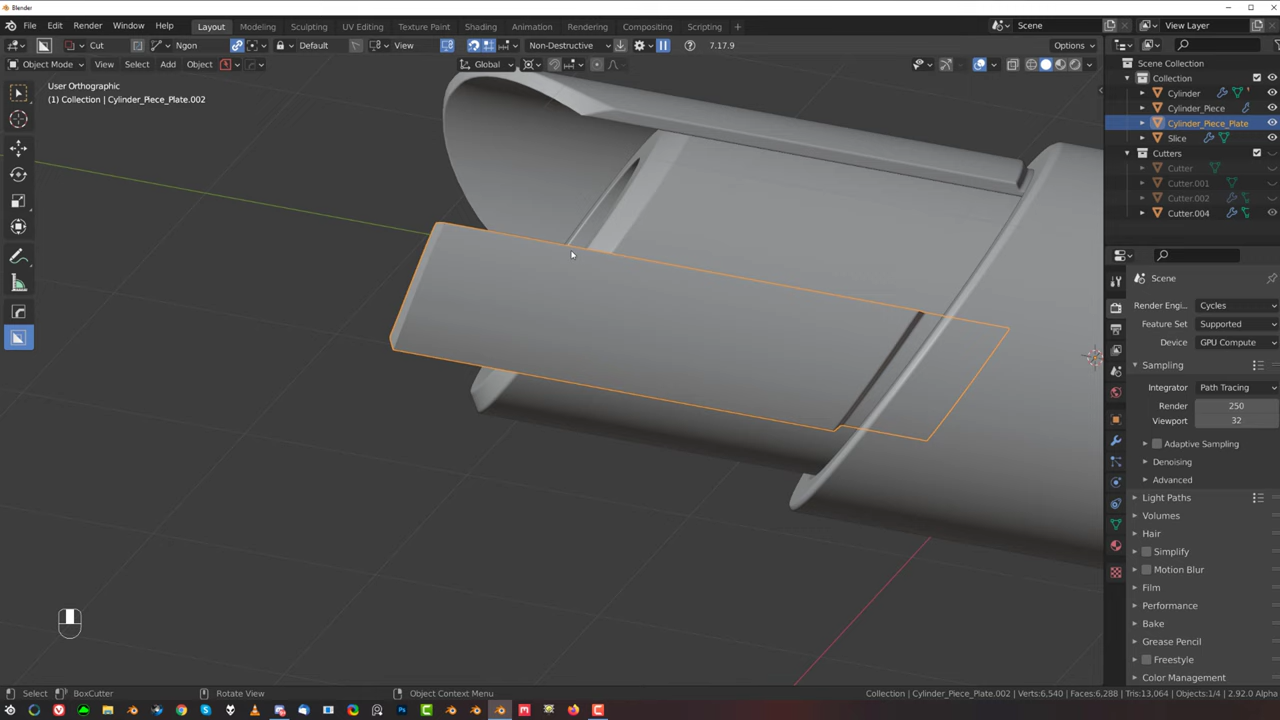 Blender
File Edit Render Window Help Layout Modeling Sculpting UV Editing Texture Paint Shading Animation Rendering Compositing Scripting + Scene View Layer
Cut Ngon Default View Non-Destructive 7.17.9 Options
Object Mode View Select Add Object Global
User Orthographic
(1) Collection | Cylinder_Piece_Plate.002
Scene Collection
Collection
Cylinder
Cylinder_Piece
Cylinder_Piece_Plate
Slice
Cutters
Cutter
Cutter.001
Cutter.002
Cutter.004
Scene
Render Engi... Cycles
Feature Set Supported
Device GPU Compute
Sampling
Integrator Path Tracing
Render 250
Viewport 32
Adaptive Sampling
Denoising
Advanced
Light Paths
Volumes
Hair
Simplify
Motion Blur
Film
Performance
Bake
Grease Pencil
Freestyle
Color Management
Select BoxCutter Rotate View Object Context Menu Collection | Cylinder_Piece_Plate.002 | Verts:6,540 | Faces:6,288 | Tris:13,064 | Objects:1/4 | 2.92.0 Alpha